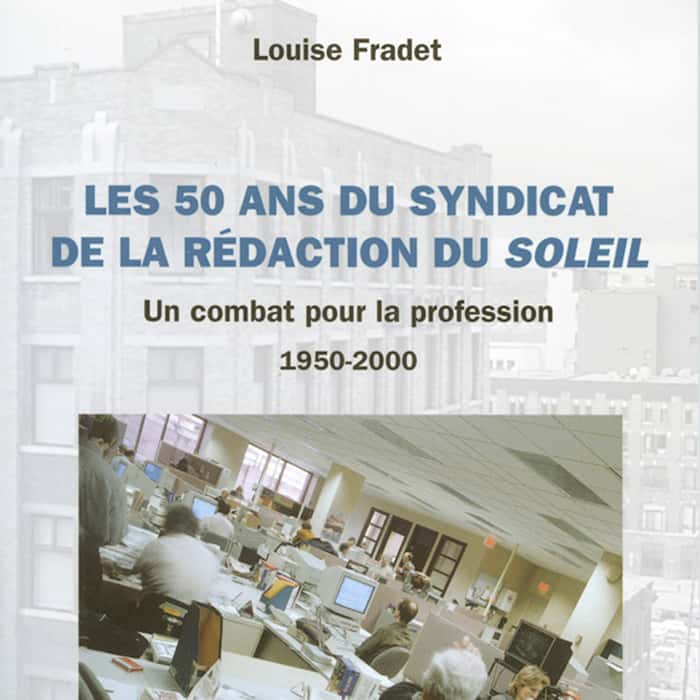 Louise Fradet
LES 50 ANS DU SYNDICAT
DE LA RÉDACTION DU SOLEIL
Un combat pour la profession
1950-2000